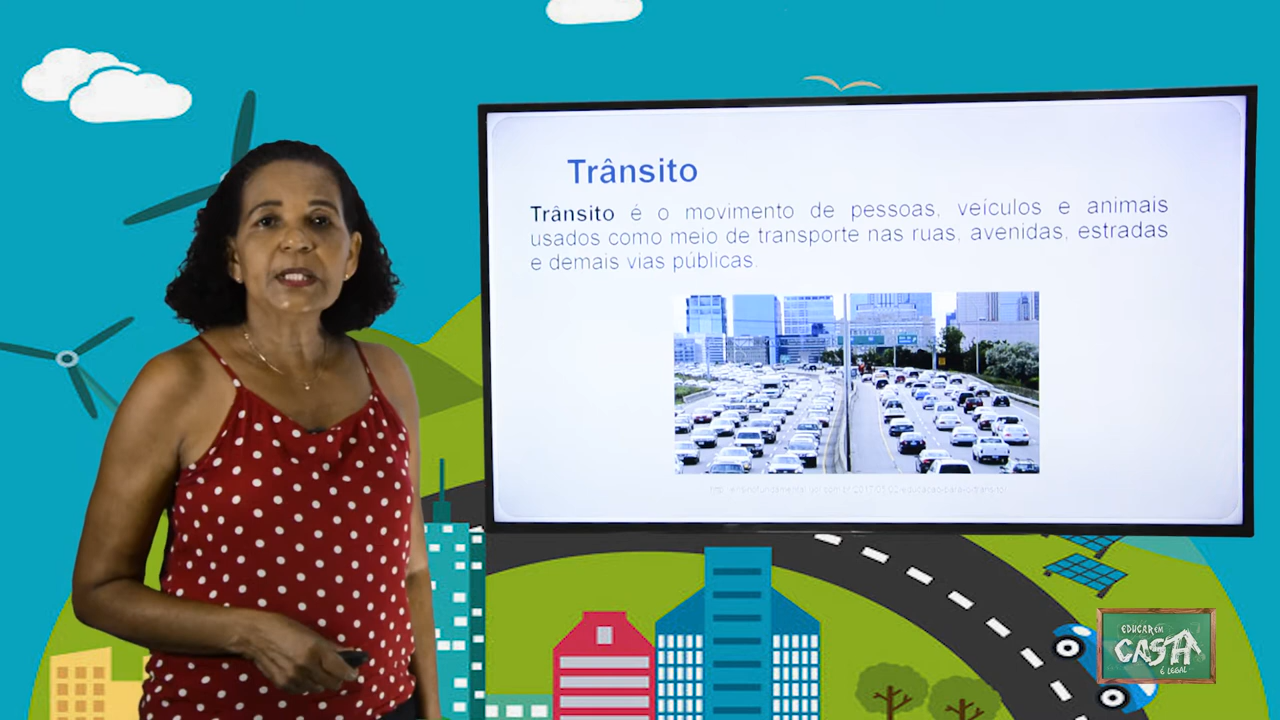 Trânsito
Trânsito é o movimento de pessoas, veículos e animais
usados como meio de transporte nas ruas, avenidas, estradas
e demais vias públicas.
EDUCAR EM
CASA
É LEGAL